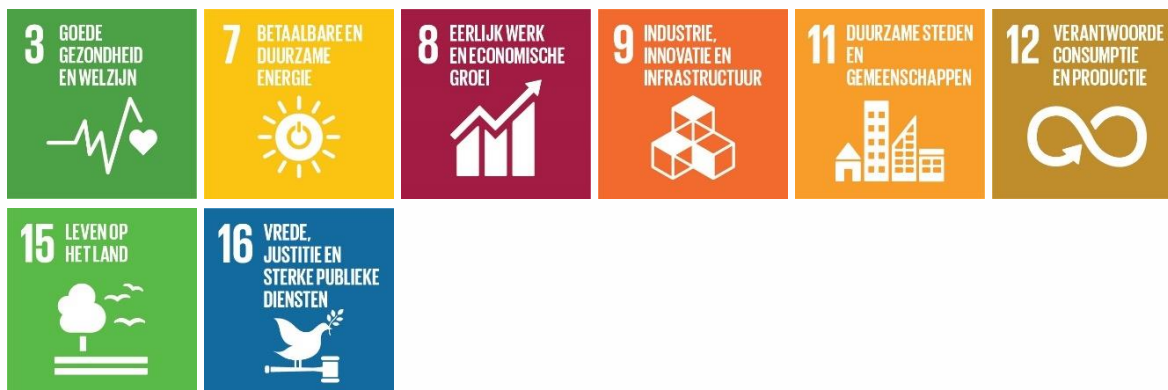 3 GOEDE
GEZONDHEID
EN WELZIJN
7 BETAALBARE EN
DUURZAME
ENERGIE
8 EERLIJK WERK
EN ECONOMISCHE
GROEI
9 INDUSTRIE,
INNOVATIE EN
INFRASTRUCTUUR
11 DUURZAME STEDEN
EN
GEMEENSCHAPPEN
12 VERANTWOORDE
CONSUMPTIE
EN PRODUCTIE
15 LEVEN OP
HET LAND
16 VREDE,
JUSTITIE EN
STERKE PUBLIEKE
DIENSTEN